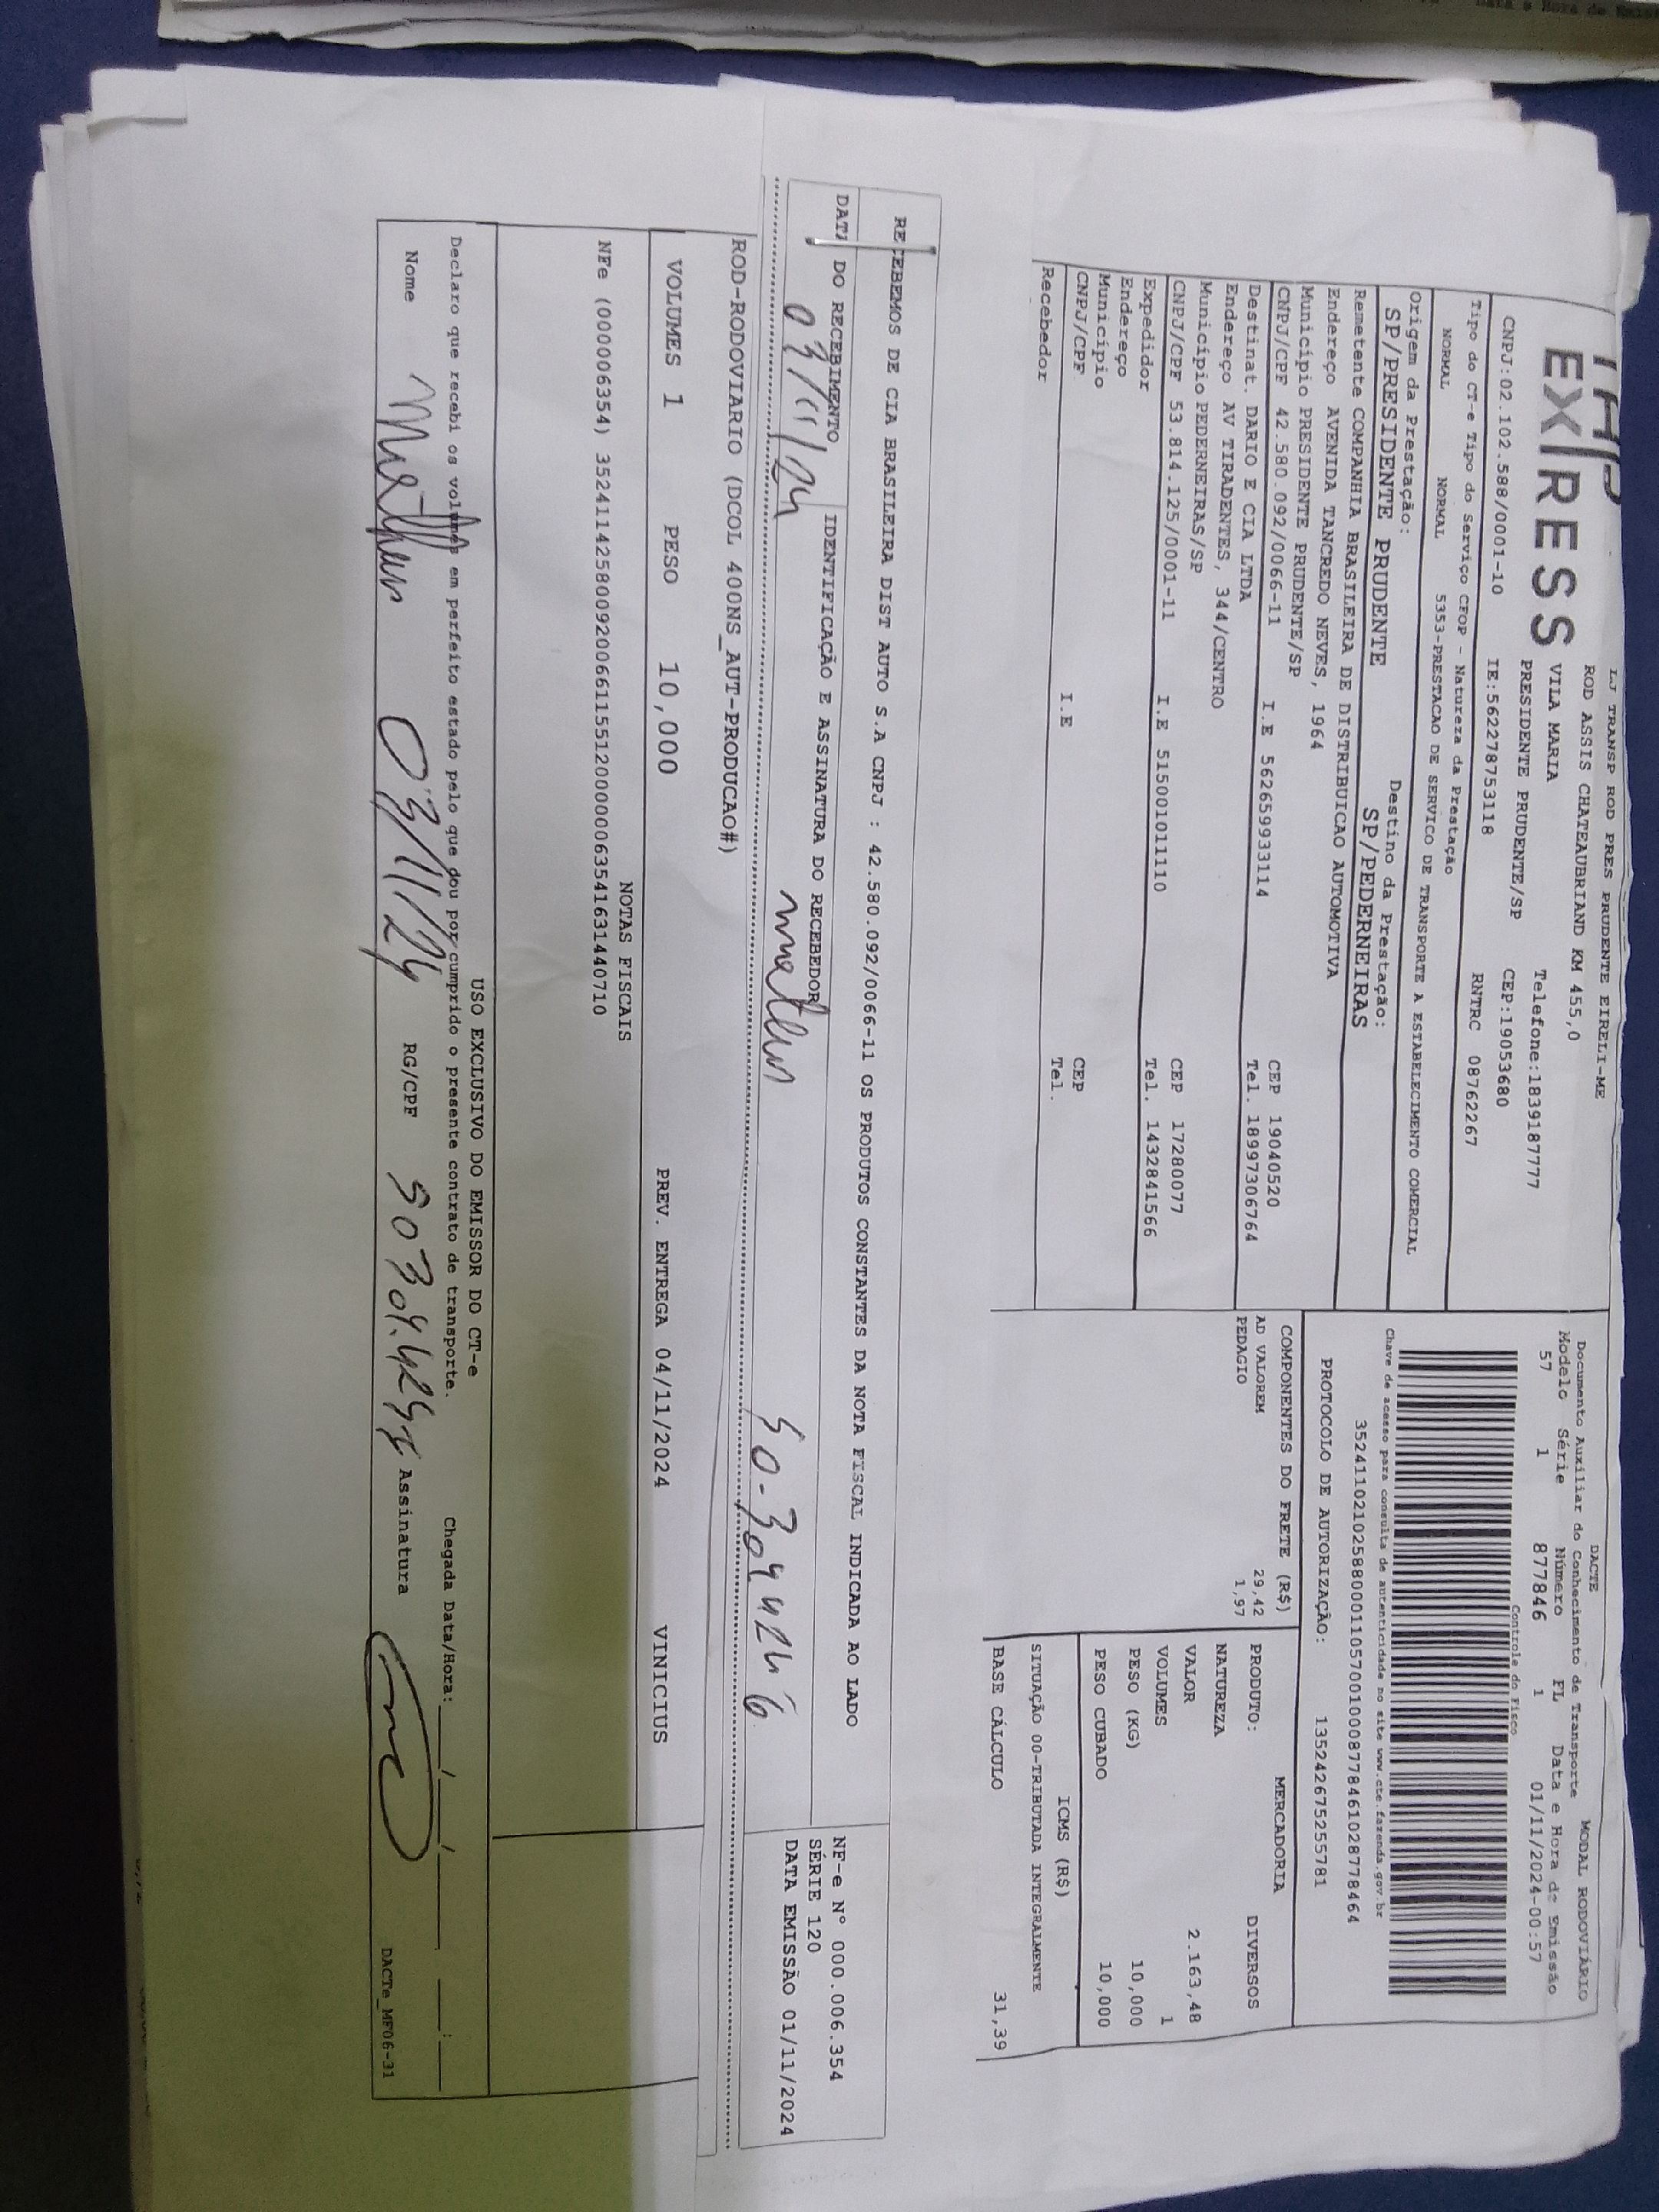 EXPRESS
LJ TRANSP ROD PRES PRUDENTE EIRELI-ME
ROD ASSIS CHATEAUBRIAND KM 455,0
VILA MARIA Telefone:1839187777
PRESIDENTE PRUDENTE/SP CEP:19053680
CNPJ:02.102.588/0001-10 IE:562278753118 RNTRC 08762267
Tipo do CT-e Tipo do Serviço CFOP - Natureza da Prestação
NORMAL NORMAL 5353-PRESTACAO DE SERVICO DE TRANSPORTE A ESTABELECIMENTO COMERCIAL
Origem da Prestação: Destino da Prestação:
SP/PRESIDENTE PRUDENTE SP/PEDERNEIRAS
Remetente COMPANHIA BRASILEIRA DE DISTRIBUICAO AUTOMOTIVA
Endereço AVENIDA TANCREDO NEVES, 1964
Município PRESIDENTE PRUDENTE/SP CEP 19040520
CNPJ/CPF 42.580.092/0066-11 I.E 562659933114 Tel. 18997306764
Destinat. DARIO E CIA LTDA
Endereço AV TIRADENTES, 344/CENTRO
Município PEDERNEIRAS/SP CEP 17280077
CNPJ/CPF 53.814.125/0001-11 I.E 515001011110 Tel. 1432841566
Expedidor
Endereço
Município CEP
CNPJ/CPF I.E Tel.
Recebedor
DACTE MODAL RODOVIÁRIO
Documento Auxiliar do Conhecimento de Transporte
Modelo Série Número FL Data e Hora de Emissão
57 1 877846 1 01/11/2024-00:57
Controle do Fisco
Chave de acesso para consulta de autenticidade no site www.cte.fazenda.gov.br
35241102102588000110570010008778461028778464
PROTOCOLO DE AUTORIZAÇÃO: 135242675255781
COMPONENTES DO FRETE (R$)
AD VALOREM 29,42
PEDAGIO 1,97
MERCADORIA
PRODUTO: DIVERSOS
NATUREZA
VALOR 2.163,48
VOLUMES 1
PESO (KG) 10,000
PESO CUBADO 10,000
ICMS (R$)
SITUAÇÃO 00-TRIBUTADA INTEGRALMENTE
BASE CÁLCULO 31,39
RECEBEMOS DE CIA BRASILEIRA DIST AUTO S.A CNPJ : 42.580.092/0066-11 OS PRODUTOS CONSTANTES DA NOTA FISCAL INDICADA AO LADO
DATA DO RECEBIMENTO IDENTIFICAÇÃO E ASSINATURA DO RECEBEDOR
03/11/24
NF-e N° 000.006.354
SÉRIE 120
DATA EMISSÃO 01/11/2024
ROD-RODOVIARIO (DCOL 400NS_AUT-PRODUCAO#)
VOLUMES 1 PESO 10,000 PREV. ENTREGA 04/11/2024 VINICIUS
NOTAS FISCAIS
NFe (000006354) 35241142580092006611551200000063541631440710
USO EXCLUSIVO DO EMISSOR DO CT-e
Declaro que recebi os volumes em perfeito estado pelo que dou por cumprido o presente contrato de transporte. Chegada Data/Hora: ___/___/_____ ___:___
Nome 03/11/24 RG/CPF Assinatura
DACTe_MF06-31